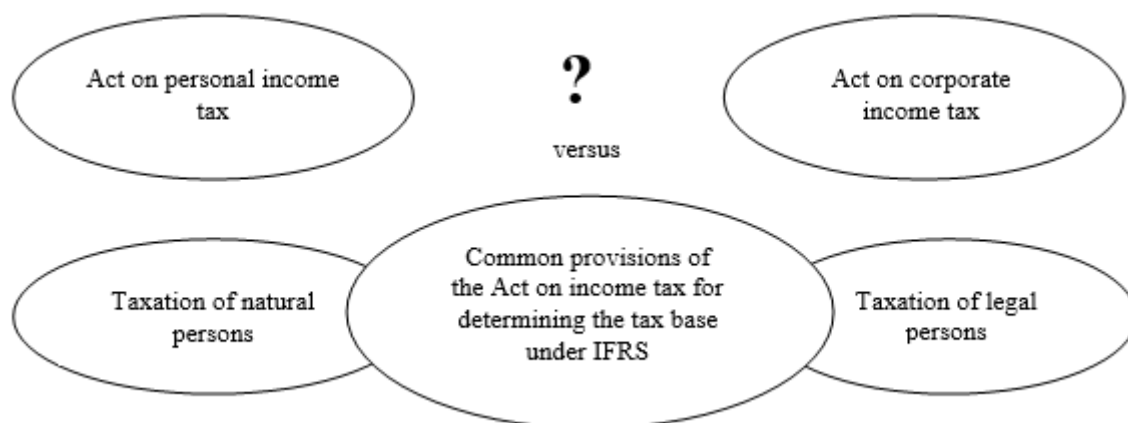 Act on personal income
tax
?
versus
Act on corporate
income tax
Taxation of natural
persons
Common provisions of
the Act on income tax for
determining the tax base
under IFRS
Taxation of legal
persons